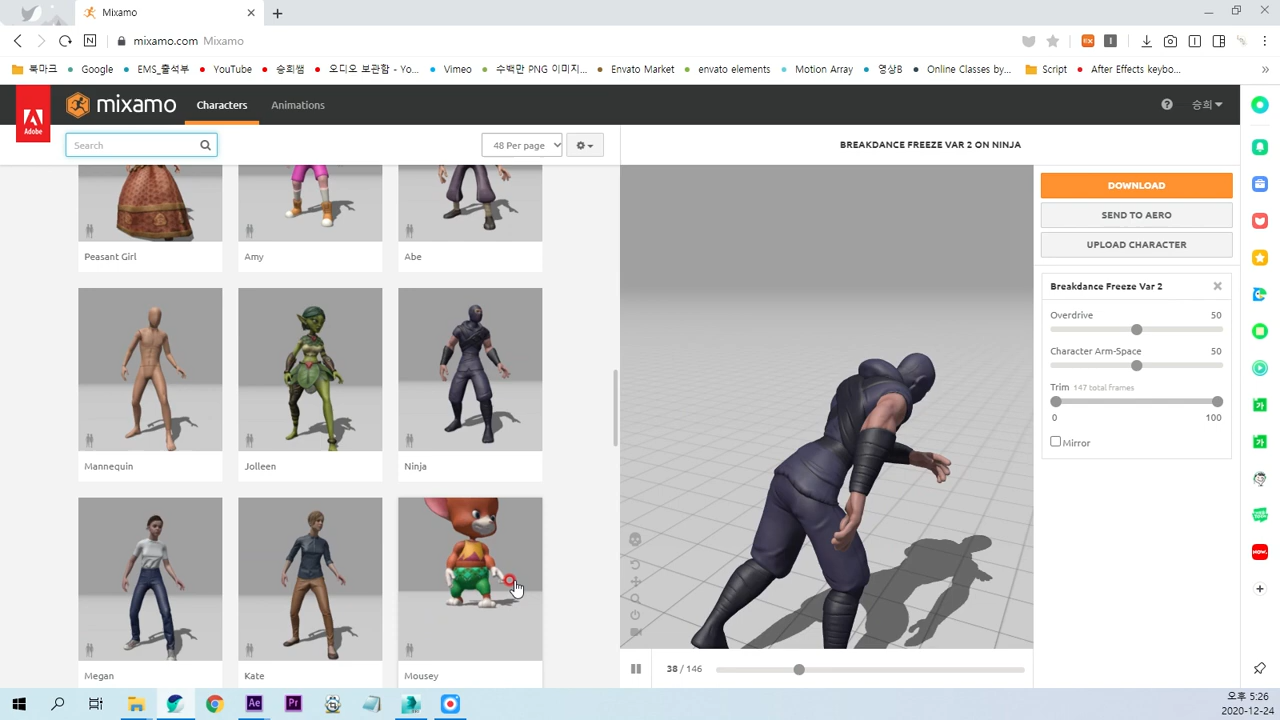 Mixamo
mixamo.com Mixamo
북마크 Google EMS_출석부 YouTube 승희쌤 오디오 보관함 - Yo... Vimeo 수백만 PNG 이미지... Envato Market envato elements Motion Array 영상B Online Classes by... Script After Effects keybo...
Adobe
mixamo Characters Animations
승희
Search
48 Per page
BREAKDANCE FREEZE VAR 2 ON NINJA
DOWNLOAD
SEND TO AERO
UPLOAD CHARACTER
Peasant Girl Amy Abe
Breakdance Freeze Var 2
Overdrive 50
Character Arm-Space 50
Trim 147 total frames
0 100
Mirror
Mannequin Jolleen Ninja
Megan Kate Mousey
38 / 146
Ae Pr
오후 5:26
2020-12-24